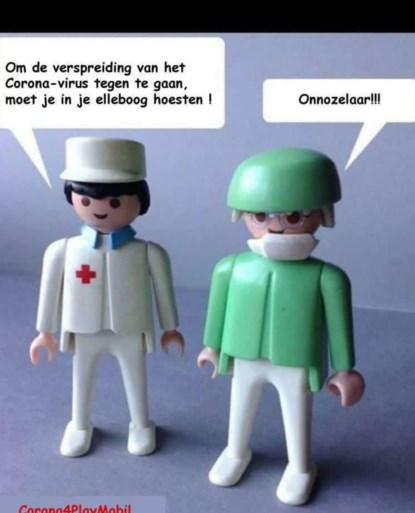 Om de verspreiding van het
Corona-virus tegen te gaan,
moet je in je elleboog hoesten !
Onnozelaar!!!
Corona4PlayMobil